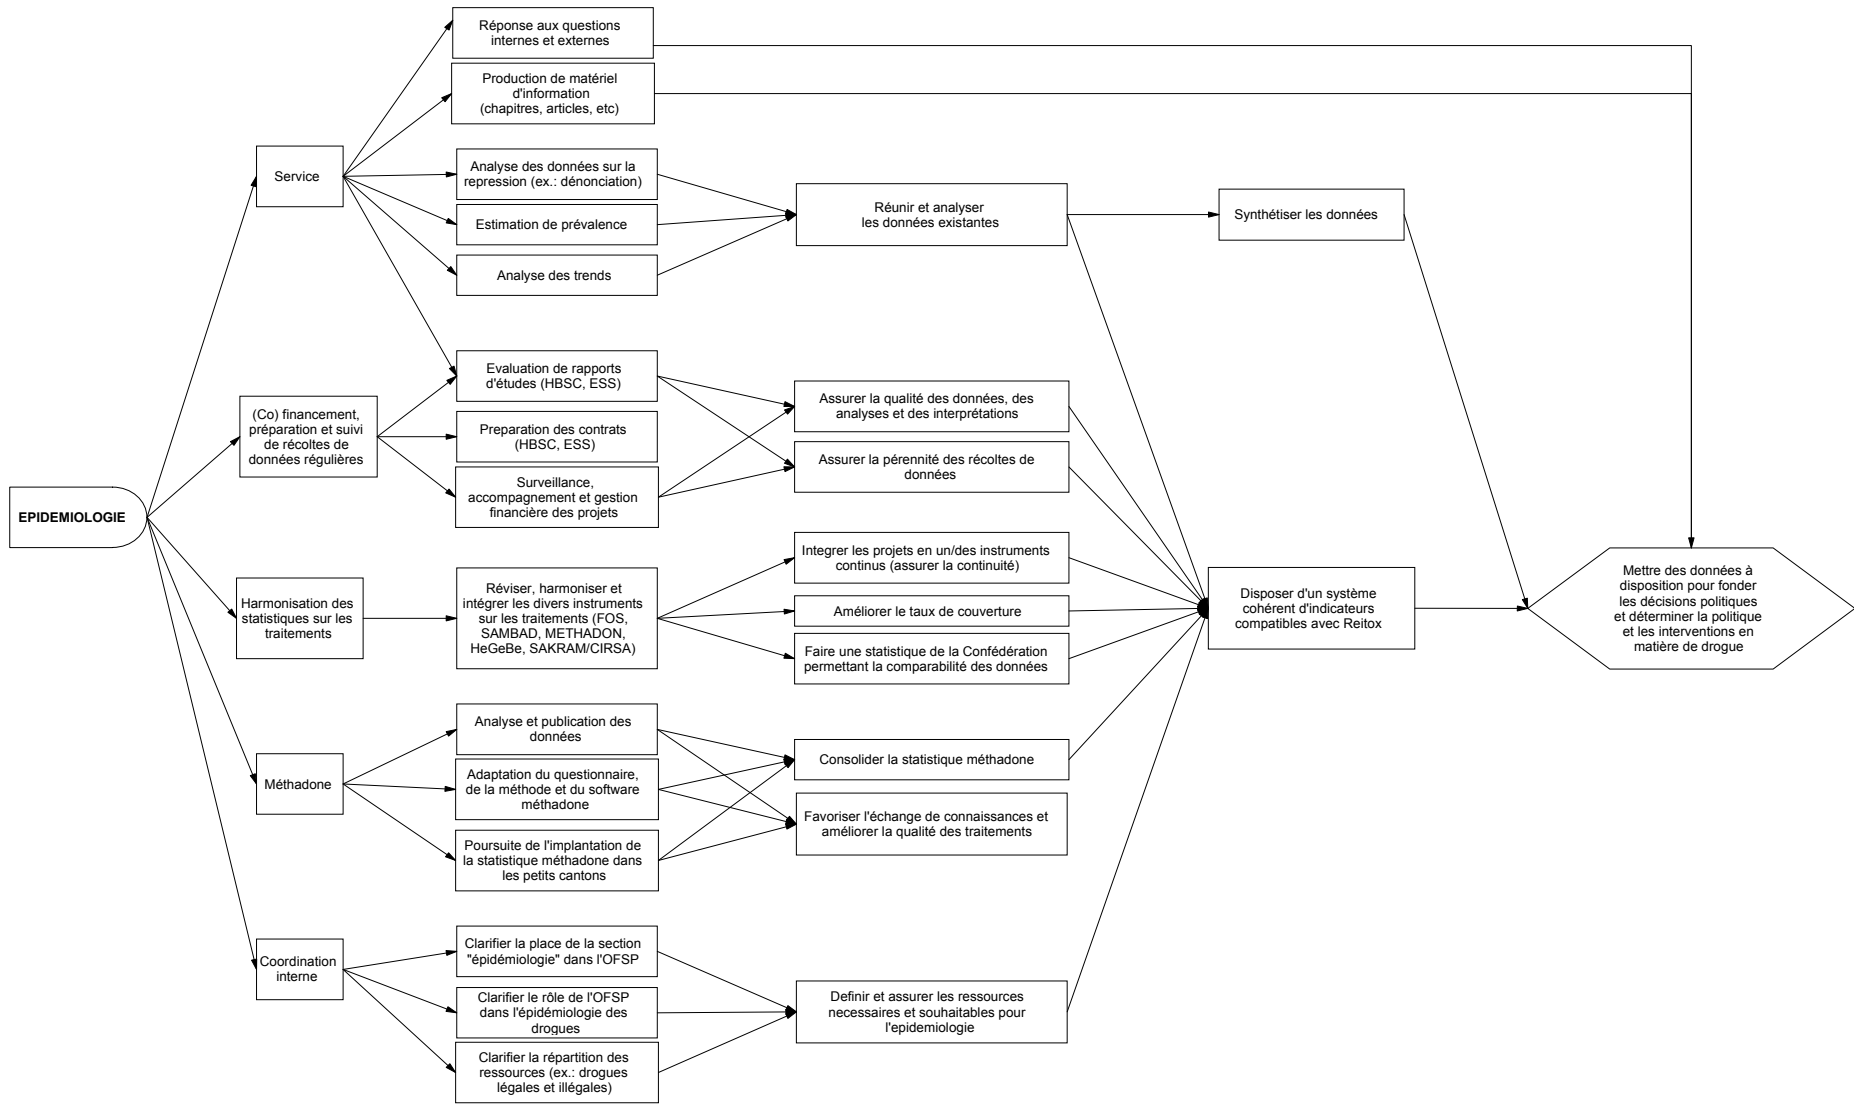 Réponse aux questions
internes et externes
Production de matériel
d'information
(chapitres, articles, etc)
Service
Analyse des données sur la
repression (ex.: dénonciation)
Estimation de prévalence
Analyse des trends
Réunir et analyser
les données existantes
Synthétiser les données
(Co) financement,
préparation et suivi
de récoltes de
données régulières
Evaluation de rapports
d'études (HBSC, ESS)
Preparation des contrats
(HBSC, ESS)
Surveillance,
accompagnement et gestion
financière des projets
Assurer la qualité des données, des
analyses et des interprétations
Assurer la pérennité des récoltes de
données
EPIDEMIOLOGIE
Harmonisation des
statistiques sur les
traitements
Réviser, harmoniser et
intégrer les divers instruments
sur les traitements (FOS,
SAMBAD, METHADON,
HeGeBe, SAKRAM/CIRSA)
Integrer les projets en un/des instruments
continus (assurer la continuité)
Améliorer le taux de couverture
Faire une statistique de la Confédération
permettant la comparabilité des données
Disposer d'un système
cohérent d'indicateurs
compatibles avec Reitox
Mettre des données à
disposition pour fonder
les décisions politiques
et déterminer la politique
et les interventions en
matière de drogue
Méthadone
Analyse et publication des
données
Adaptation du questionnaire,
de la méthode et du software
méthadone
Poursuite de l'implantation de
la statistique méthadone dans
les petits cantons
Consolider la statistique méthadone
Favoriser l'échange de connaissances et
améliorer la qualité des traitements
Coordination
interne
Clarifier la place de la section
"épidémiologie" dans l'OFSP
Clarifier le rôle de l'OFSP
dans l'épidémiologie des
drogues
Clarifier la répartition des
ressources (ex.: drogues
légales et illégales)
Definir et assurer les ressources
necessaires et souhaitables pour
l'epidemiologie